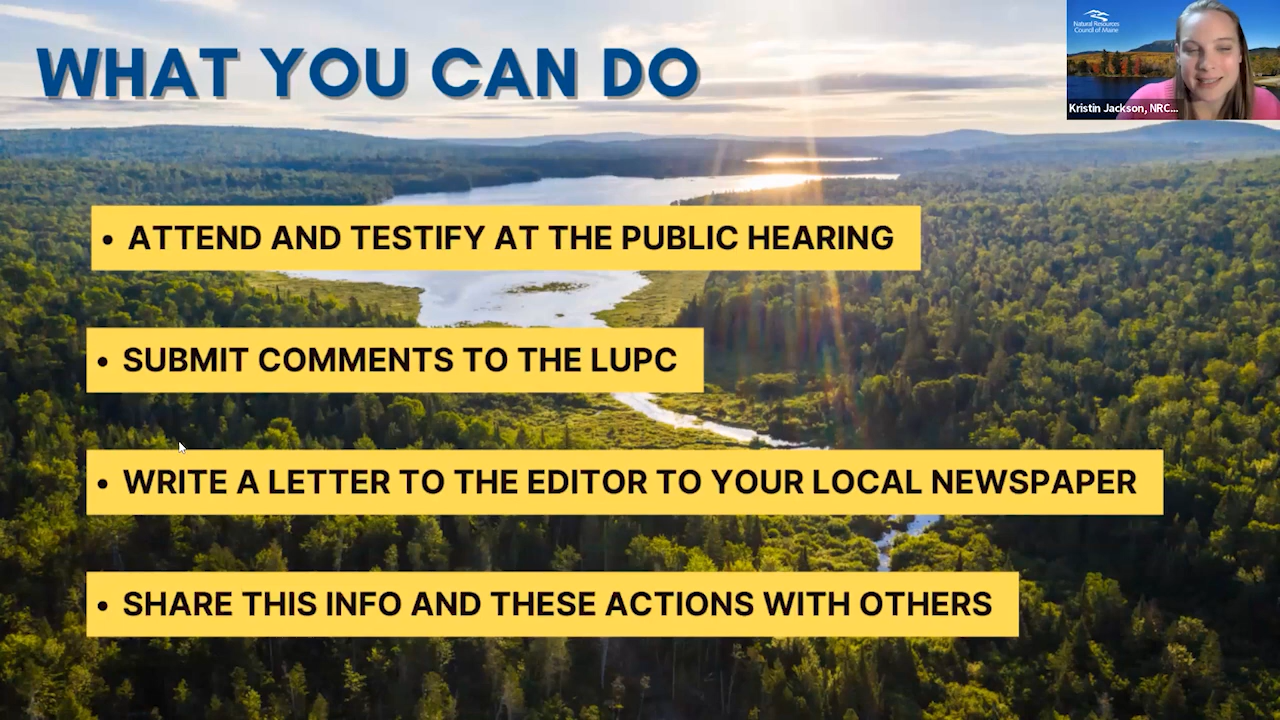 WHAT YOU CAN DO
Natural Resources
Council of Maine
Kristin Jackson, NRC...
• ATTEND AND TESTIFY AT THE PUBLIC HEARING
• SUBMIT COMMENTS TO THE LUPC
• WRITE A LETTER TO THE EDITOR TO YOUR LOCAL NEWSPAPER
• SHARE THIS INFO AND THESE ACTIONS WITH OTHERS